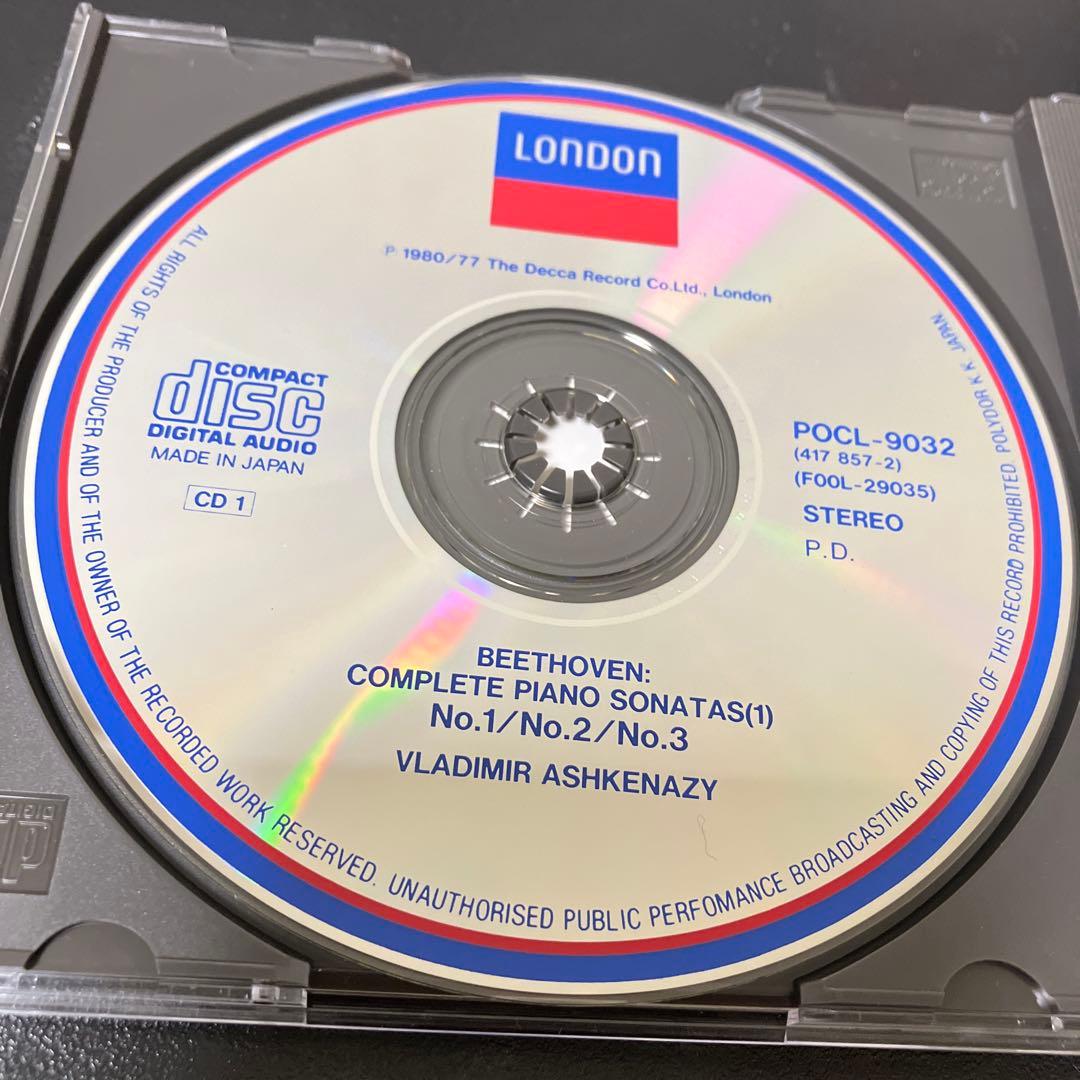 LONDON
℗ 1980/77 The Decca Record Co.Ltd., London
COMPACT
disc
DIGITAL AUDIO
MADE IN JAPAN
CD 1
POCL-9032
(417 857-2)
(F00L-29035)
STEREO
P.D.
BEETHOVEN:
COMPLETE PIANO SONATAS(1)
No.1/No.2/No.3
VLADIMIR ASHKENAZY
ALL RIGHTS OF THE PRODUCER AND OF THE OWNER OF THE RECORDED WORK RESERVED. UNAUTHORISED PUBLIC PERFOMANCE BROADCASTING AND COPYING OF THIS RECORD PROHIBITED. POLYDOR K.K. JAPAN